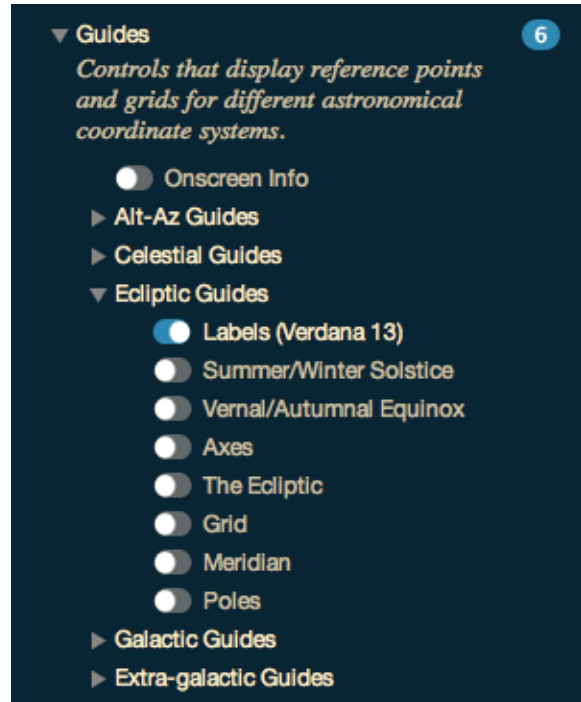 Guides 6
Controls that display reference points
and grids for different astronomical
coordinate systems.
Onscreen Info
Alt-Az Guides
Celestial Guides
Ecliptic Guides
Labels (Verdana 13)
Summer/Winter Solstice
Vernal/Autumnal Equinox
Axes
The Ecliptic
Grid
Meridian
Poles
Galactic Guides
Extra-galactic Guides